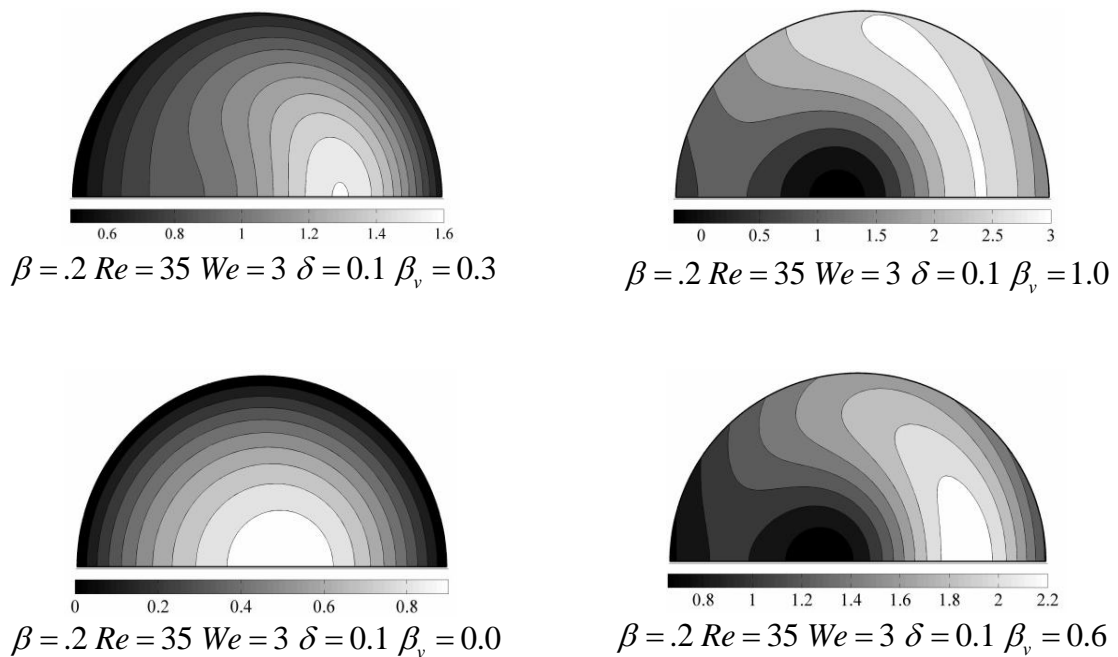 0.6 0.8 1 1.2 1.4 1.6
β = .2 Re = 35 We = 3 δ = 0.1 βᵥ = 0.3
0 0.5 1 1.5 2 2.5 3
β = .2 Re = 35 We = 3 δ = 0.1 βᵥ = 1.0
0 0.2 0.4 0.6 0.8
β = .2 Re = 35 We = 3 δ = 0.1 βᵥ = 0.0
0.8 1 1.2 1.4 1.6 1.8 2 2.2
β = .2 Re = 35 We = 3 δ = 0.1 βᵥ = 0.6